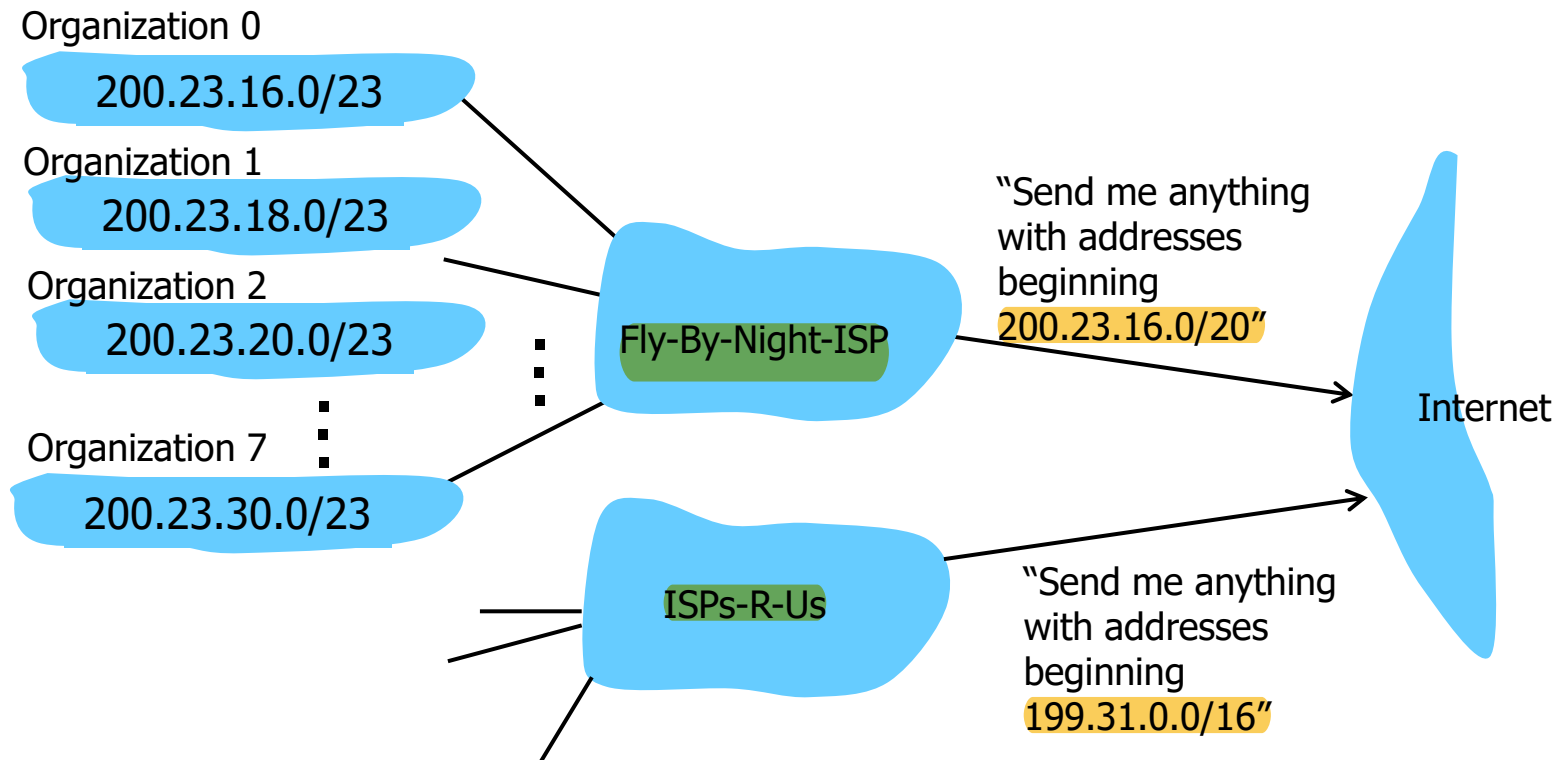 Organization 0
200.23.16.0/23
Organization 1
200.23.18.0/23
Organization 2
200.23.20.0/23
Organization 7
200.23.30.0/23
Fly-By-Night-ISP
“Send me anything
with addresses
beginning
200.23.16.0/20”
Internet
ISPs-R-Us
“Send me anything
with addresses
beginning
199.31.0.0/16”